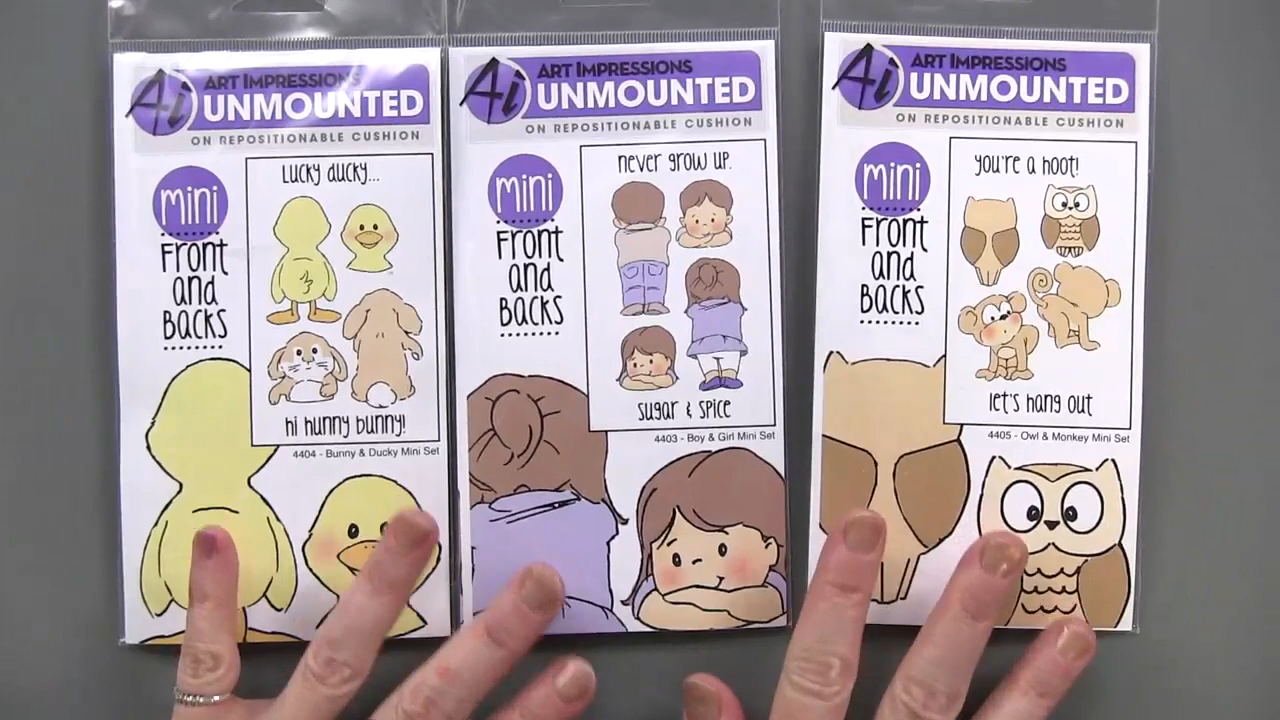 Ai ART IMPRESSIONS
UNMOUNTED
ON REPOSITIONABLE CUSHION
mini
FRONT
AND
BACKS
LUCKY DUCKY...
hi hunny bunny!
4404 - Bunny & Ducky Mini Set
Ai ART IMPRESSIONS
UNMOUNTED
ON REPOSITIONABLE CUSHION
mini
FRONT
AND
BACKS
never grow up.
sugar & spice
4403 - Boy & Girl Mini Set
Ai ART IMPRESSIONS
UNMOUNTED
ON REPOSITIONABLE CUSHION
mini
FRONT
AND
BACKS
you're a hoot!
let's hang out
4405 - Owl & Monkey Mini Set